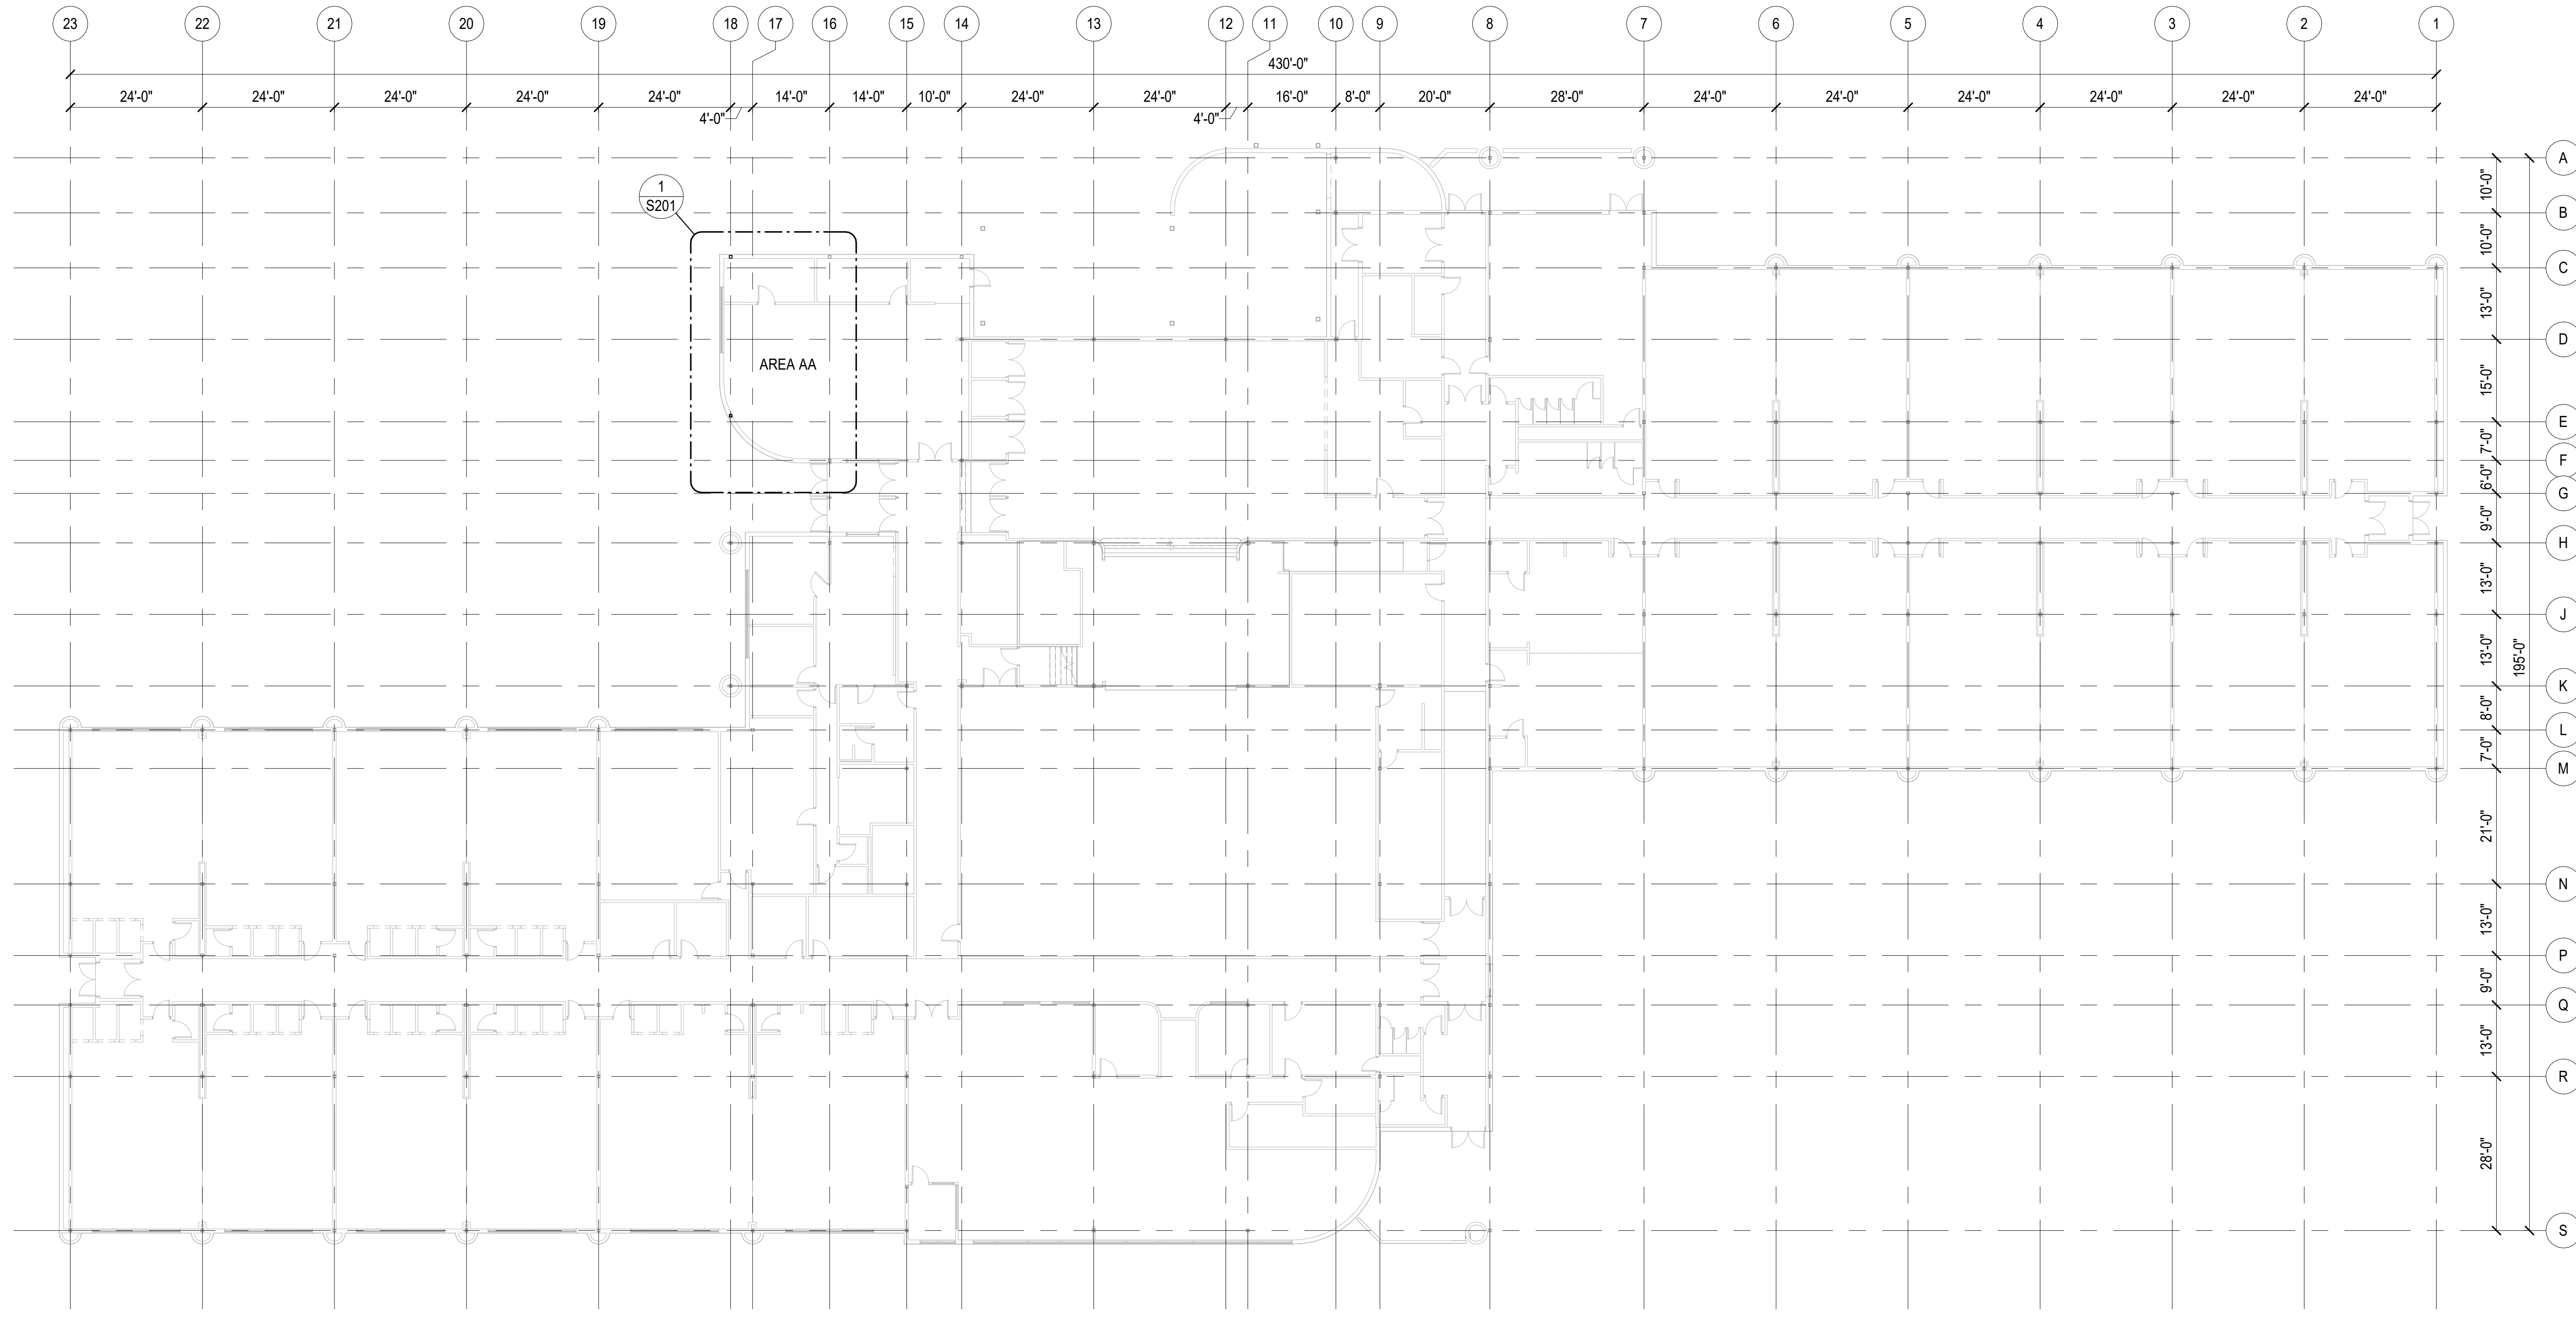 23 22 21 20 19 18 17 16 15 14 13 12 11 10 9 8 7 6 5 4 3 2 1
430'-0"
24'-0" 24'-0" 24'-0" 24'-0" 24'-0" 14'-0" 14'-0" 10'-0" 24'-0" 24'-0" 16'-0" 8'-0" 20'-0" 28'-0" 24'-0" 24'-0" 24'-0" 24'-0" 24'-0" 24'-0"
4'-0" 4'-0"
A
10'-0"
1
S201
B
10'-0"
C
13'-0"
D
AREA AA
15'-0"
E
7'-0"
F
6'-0"
G
9'-0"
H
13'-0"
J
195'-0"
13'-0"
K
8'-0"
L
7'-0"
M
21'-0"
N
13'-0"
P
9'-0"
Q
13'-0"
R
28'-0"
S